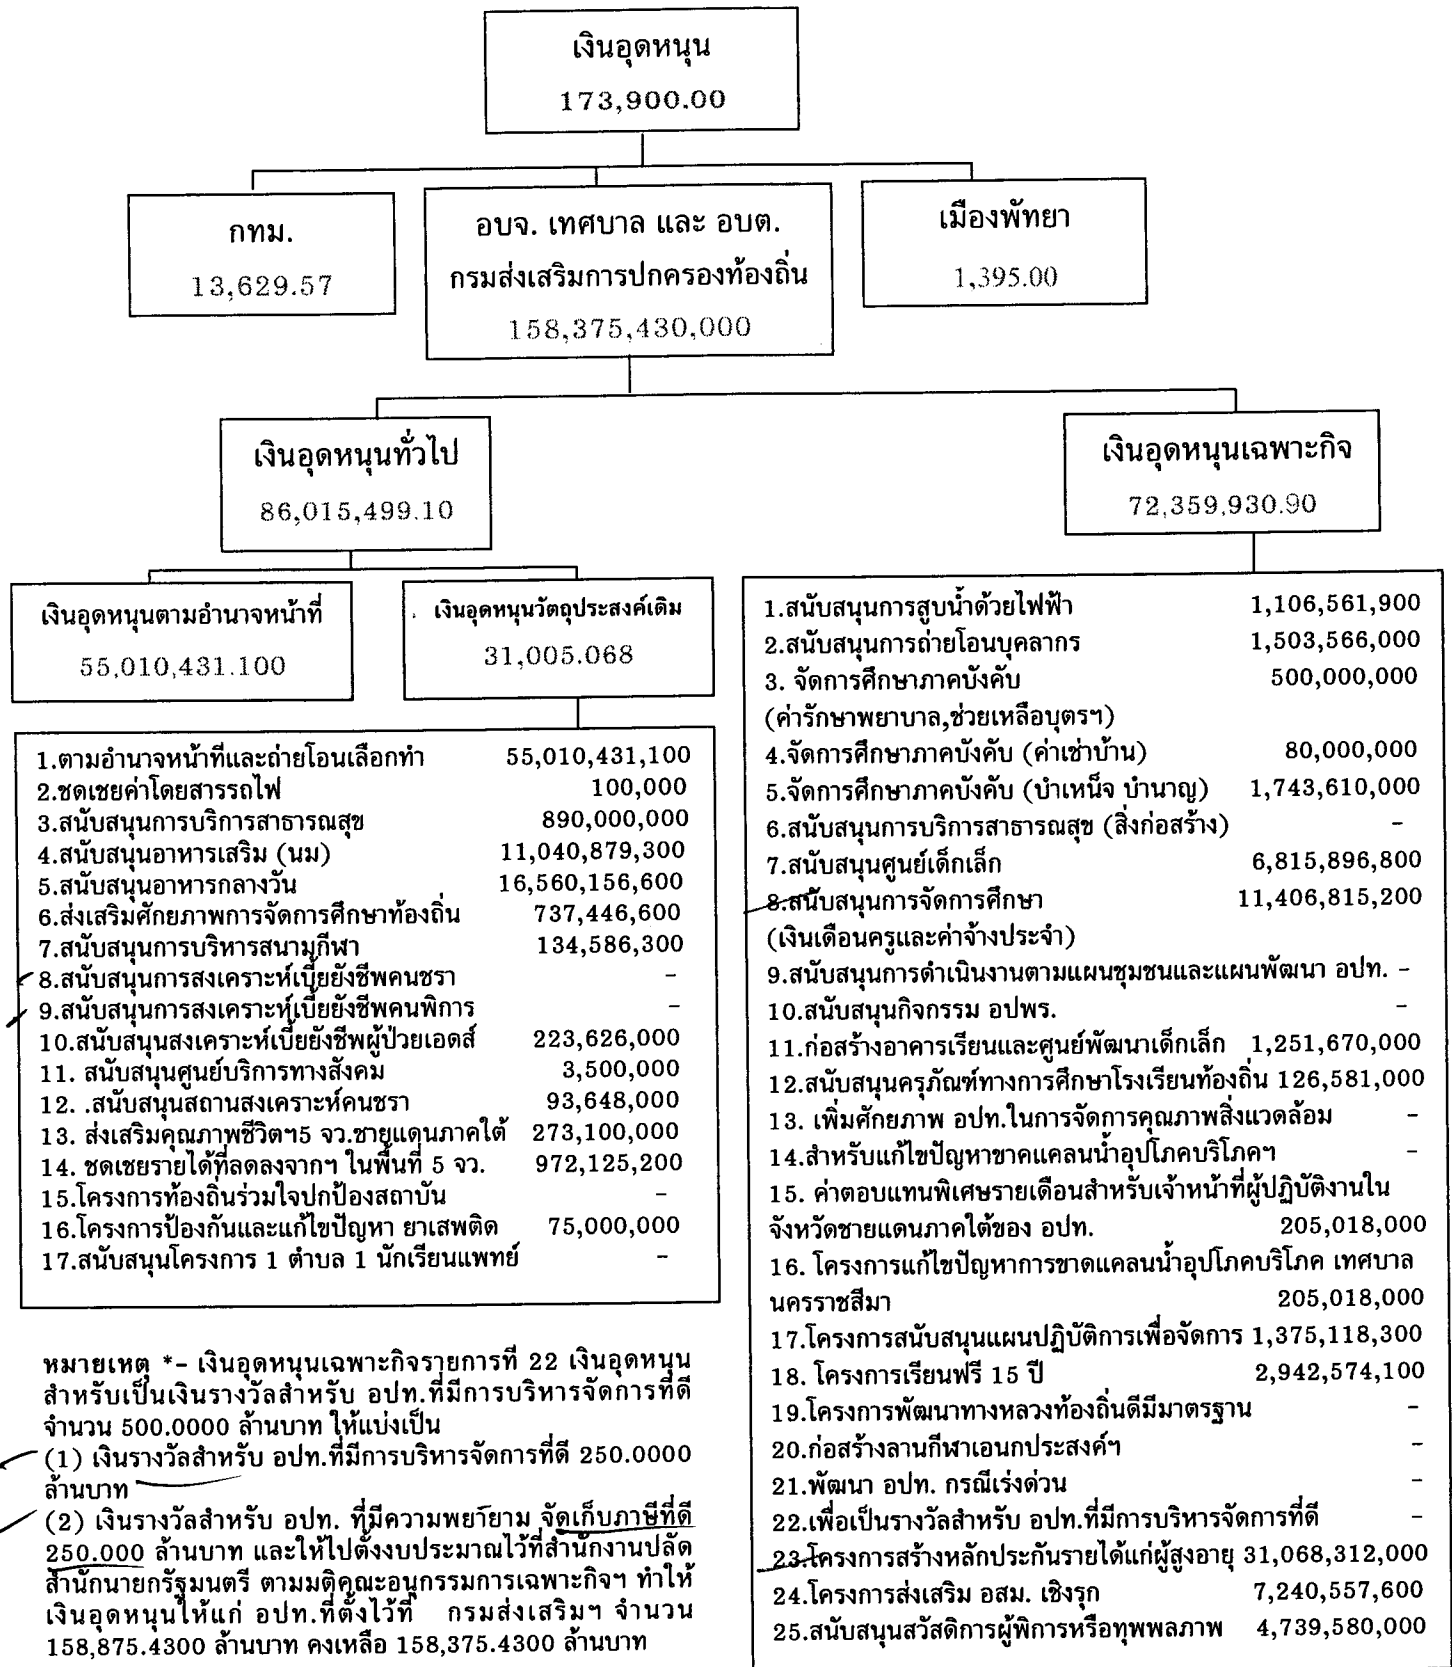 เงินอุดหนุน
173,900.00
กทม.
13,629.57
อบจ. เทศบาล และ อบต.
กรมส่งเสริมการปกครองท้องถิ่น
158,375,430,000
เมืองพัทยา
1,395.00
เงินอุดหนุนทั่วไป
86,015,499.10
เงินอุดหนุนเฉพาะกิจ
72,359,930.90
เงินอุดหนุนตามอำนาจหน้าที่
55,010,431.100
เงินอุดหนุนวัตถุประสงค์เดิม
31,005.068
1.ตามอำนาจหน้าที่และถ่ายโอนเลือกทำ 55,010,431,100
2.ชดเชยค่าโดยสารรถไฟ 100,000
3.สนับสนุนการบริการสาธารณสุข 890,000,000
4.สนับสนุนอาหารเสริม (นม) 11,040,879,300
5.สนับสนุนอาหารกลางวัน 16,560,156,600
6.ส่งเสริมศักยภาพการจัดการศึกษาท้องถิ่น 737,446,600
7.สนับสนุนการบริหารสนามกีฬา 134,586,300
8.สนับสนุนการสงเคราะห์เบี้ยยังชีพคนชรา -
9.สนับสนุนการสงเคราะห์เบี้ยยังชีพคนพิการ -
10.สนับสนุนสงเคราะห์เบี้ยยังชีพผู้ป่วยเอดส์ 223,626,000
11. สนับสนุนศูนย์บริการทางสังคม 3,500,000
12. .สนับสนุนสถานสงเคราะห์คนชรา 93,648,000
13. ส่งเสริมคุณภาพชีวิตฯ5 จว.ชายแดนภาคใต้ 273,100,000
14. ชดเชยรายได้ที่ลดลงจากฯ ในพื้นที่ 5 จว. 972,125,200
15.โครงการท้องถิ่นร่วมใจปกป้องสถาบัน -
16.โครงการป้องกันและแก้ไขปัญหา ยาเสพติด 75,000,000
17.สนับสนุนโครงการ 1 ตำบล 1 นักเรียนแพทย์ -
หมายเหตุ *- เงินอุดหนุนเฉพาะกิจรายการที่ 22 เงินอุดหนุน
สำหรับเป็นเงินรางวัลสำหรับ อปท.ที่มีการบริหารจัดการที่ดี
จำนวน 500.0000 ล้านบาท ให้แบ่งเป็น
(1) เงินรางวัลสำหรับ อปท.ที่มีการบริหารจัดการที่ดี 250.0000
ล้านบาท
(2) เงินรางวัลสำหรับ อปท. ที่มีความพยายาม จัดเก็บภาษีที่ดี
250.000 ล้านบาท และให้ไปตั้งงบประมาณไว้ที่สำนักงานปลัด
สำนักนายกรัฐมนตรี ตามมติคณะอนุกรรมการเฉพาะกิจฯ ทำให้
เงินอุดหนุนให้แก่ อปท.ที่ตั้งไว้ที่ กรมส่งเสริมฯ จำนวน
158,875.4300 ล้านบาท คงเหลือ 158,375.4300 ล้านบาท
1.สนับสนุนการสูบน้ำด้วยไฟฟ้า 1,106,561,900
2.สนับสนุนการถ่ายโอนบุคลากร 1,503,566,000
3. จัดการศึกษาภาคบังคับ 500,000,000
(ค่ารักษาพยาบาล,ช่วยเหลือบุตรฯ)
4.จัดการศึกษาภาคบังคับ (ค่าเช่าบ้าน) 80,000,000
5.จัดการศึกษาภาคบังคับ (บำเหน็จ บำนาญ) 1,743,610,000
6.สนับสนุนการบริการสาธารณสุข (สิ่งก่อสร้าง) -
7.สนับสนุนศูนย์เด็กเล็ก 6,815,896,800
8.สนับสนุนการจัดการศึกษา 11,406,815,200
(เงินเดือนครูและค่าจ้างประจำ)
9.สนับสนุนการดำเนินงานตามแผนชุมชนและแผนพัฒนา อปท. -
10.สนับสนุนกิจกรรม อปพร. -
11.ก่อสร้างอาคารเรียนและศูนย์พัฒนาเด็กเล็ก 1,251,670,000
12.สนับสนุนครุภัณฑ์ทางการศึกษาโรงเรียนท้องถิ่น 126,581,000
13. เพิ่มศักยภาพ อปท.ในการจัดการคุณภาพสิ่งแวดล้อม -
14.สำหรับแก้ไขปัญหาขาดแคลนน้ำอุปโภคบริโภคฯ -
15. ค่าตอบแทนพิเศษรายเดือนสำหรับเจ้าหน้าที่ผู้ปฏิบัติงานใน
จังหวัดชายแดนภาคใต้ของ อปท. 205,018,000
16. โครงการแก้ไขปัญหาการขาดแคลนน้ำอุปโภคบริโภค เทศบาล
นครราชสีมา 205,018,000
17.โครงการสนับสนุนแผนปฏิบัติการเพื่อจัดการ 1,375,118,300
18. โครงการเรียนฟรี 15 ปี 2,942,574,100
19.โครงการพัฒนาทางหลวงท้องถิ่นดีมีมาตรฐาน -
20.ก่อสร้างลานกีฬาเอนกประสงค์ฯ -
21.พัฒนา อปท. กรณีเร่งด่วน -
22.เพื่อเป็นรางวัลสำหรับ อปท.ที่มีการบริหารจัดการที่ดี -
23.โครงการสร้างหลักประกันรายได้แก่ผู้สูงอายุ 31,068,312,000
24.โครงการส่งเสริม อสม. เชิงรุก 7,240,557,600
25.สนับสนุนสวัสดิการผู้พิการหรือทุพพลภาพ 4,739,580,000